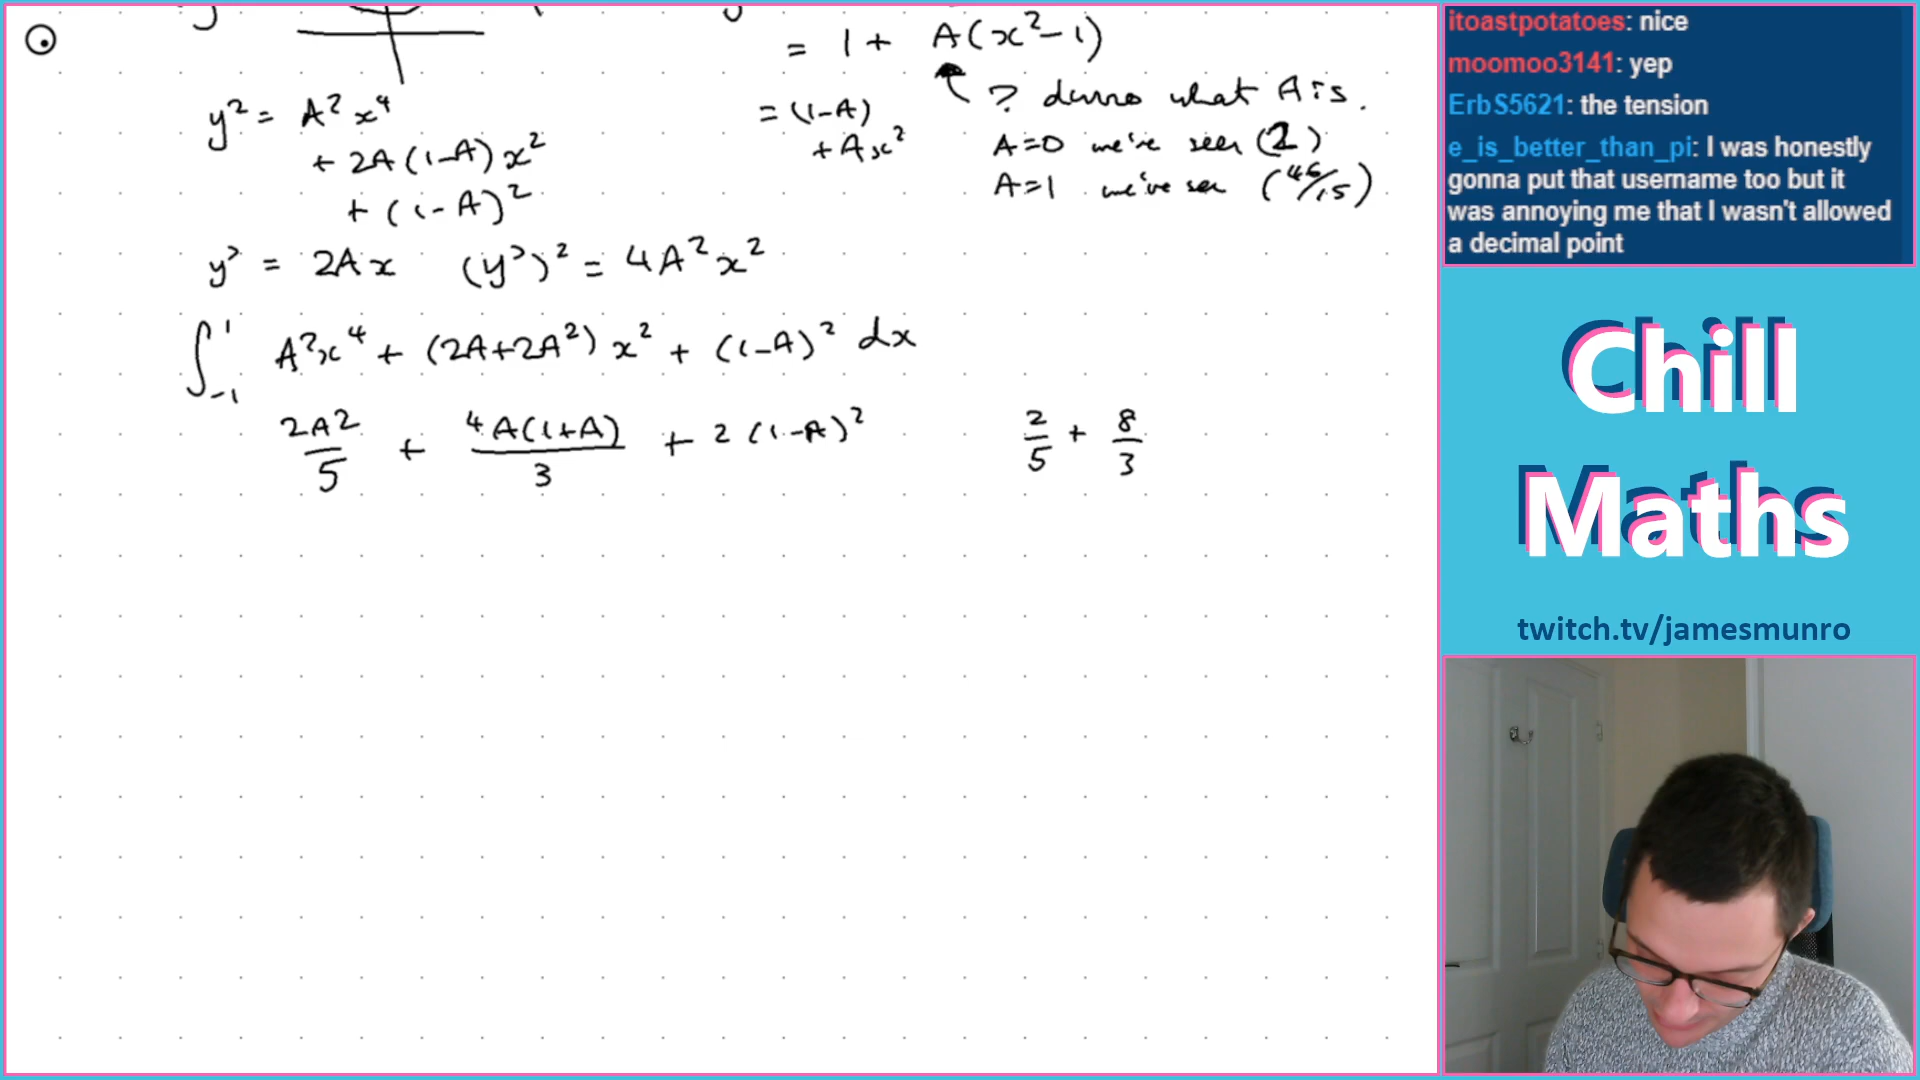 = 1 + A(x²-1)
? dunno what A is.
= (1-A) + Ax²
A=0 we've seen (2)
A=1 we've seen (46/15)
y² = A²x⁴
+ 2A(1-A)x²
+ (1-A)²
y' = 2Ax (y')² = 4A²x²
∫₋₁¹ A²x⁴ + (2A+2A²)x² + (1-A)² dx
2A²/5 + 4A(1+A)/3 + 2(1-A)² 2/5 + 8/3
itoastpotatoes: nice
moomoo3141: yep
ErbS5621: the tension
e_is_better_than_pi: I was honestly
gonna put that username too but it
was annoying me that I wasn't allowed
a decimal point
Chill
Maths
twitch.tv/jamesmunro